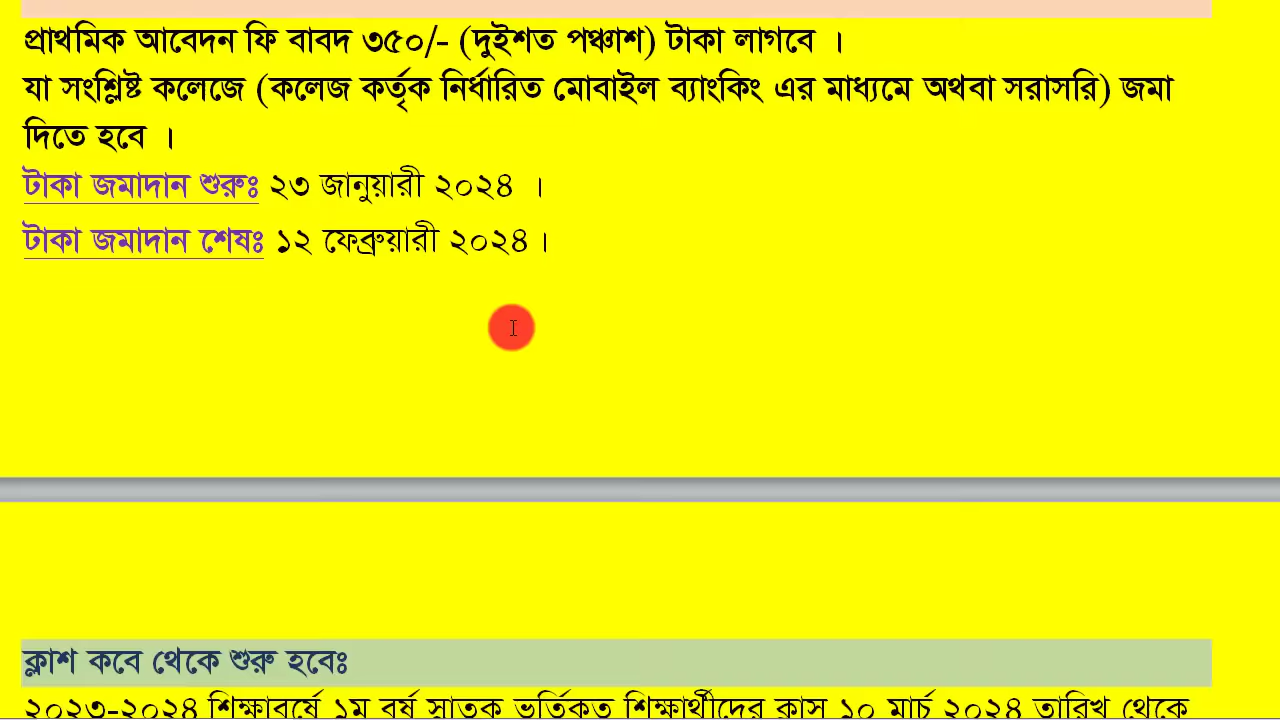 প্রাথমিক আবেদন ফি বাবদ ৩৫০/- (দুইশত পঞ্চাশ) টাকা লাগবে ।
যা সংশ্লিষ্ট কলেজে (কলেজ কর্তৃক নির্ধারিত মোবাইল ব্যাংকিং এর মাধ্যমে অথবা সরাসরি) জমা
দিতে হবে ।
টাকা জমাদান শুরুঃ ২৩ জানুয়ারী ২০২৪ ।
টাকা জমাদান শেষঃ ১২ ফেব্রুয়ারী ২০২৪।
ক্লাশ কবে থেকে শুরু হবেঃ
২০২৩-২০২৪ শিক্ষাবর্ষে ১ম বর্ষ স্নাতক ভর্তিকৃত শিক্ষার্থীদের ক্লাস ১০ মার্চ ২০২৪ তারিখ থেকে